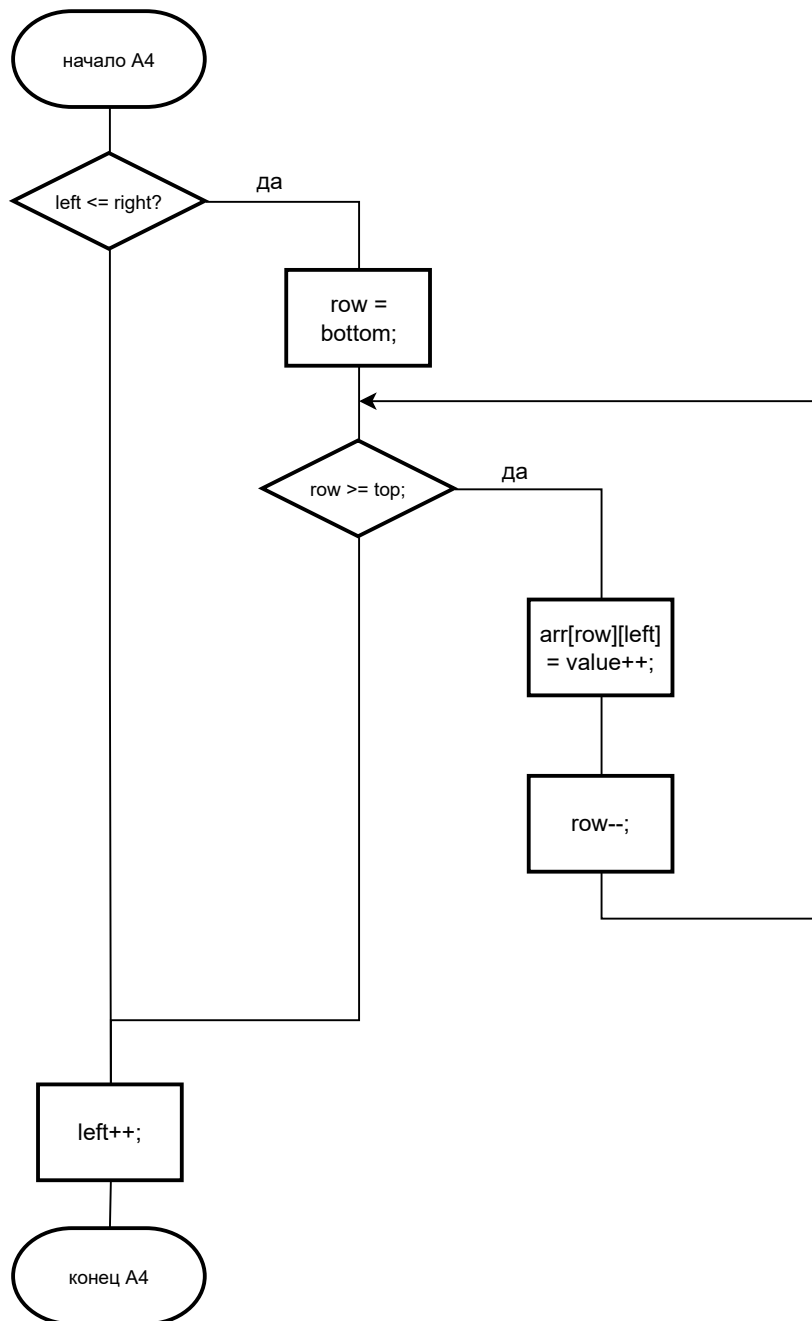 начало А4
left <= right?
да
row =
bottom;
row >= top;
да
arr[row][left]
= value++;
row--;
left++;
конец А4